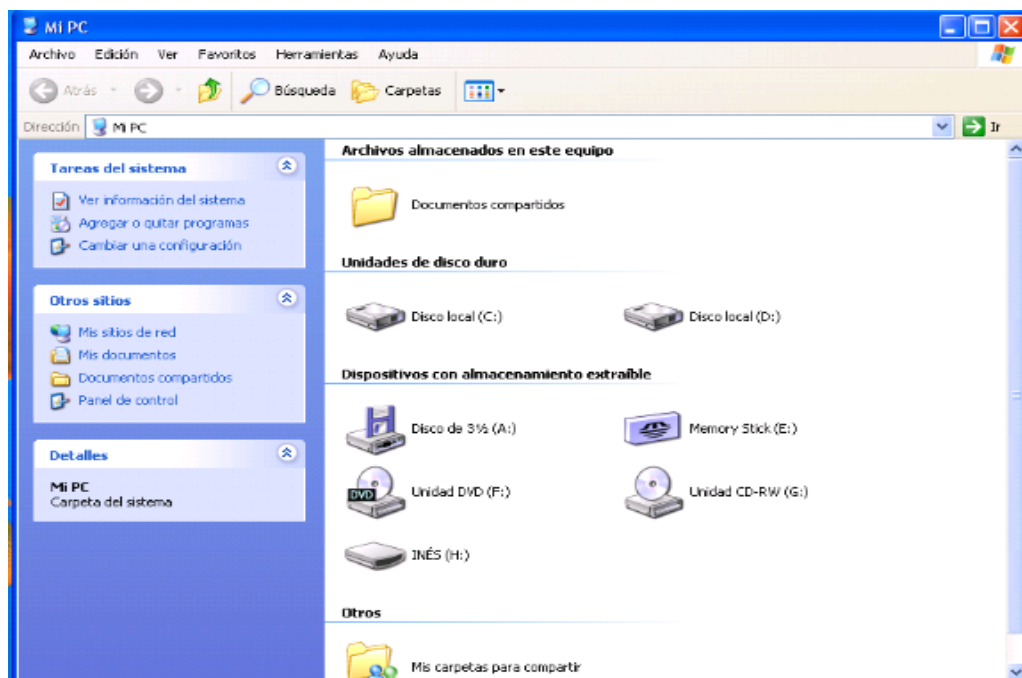 Mi PC
Archivo Edición Ver Favoritos Herramientas Ayuda
Atrás Búsqueda Carpetas
Dirección Mi PC Ir
Tareas del sistema
Ver información del sistema
Agregar o quitar programas
Cambiar una configuración
Otros sitios
Mis sitios de red
Mis documentos
Documentos compartidos
Panel de control
Detalles
Mi PC
Carpeta del sistema
Archivos almacenados en este equipo
Documentos compartidos
Unidades de disco duro
Disco local (C:) Disco local (D:)
Dispositivos con almacenamiento extraíble
Disco de 3½ (A:) Memory Stick (E:)
DVD Unidad DVD (F:) Unidad CD-RW (G:)
INÉS (H:)
Otros
Mis carpetas para compartir